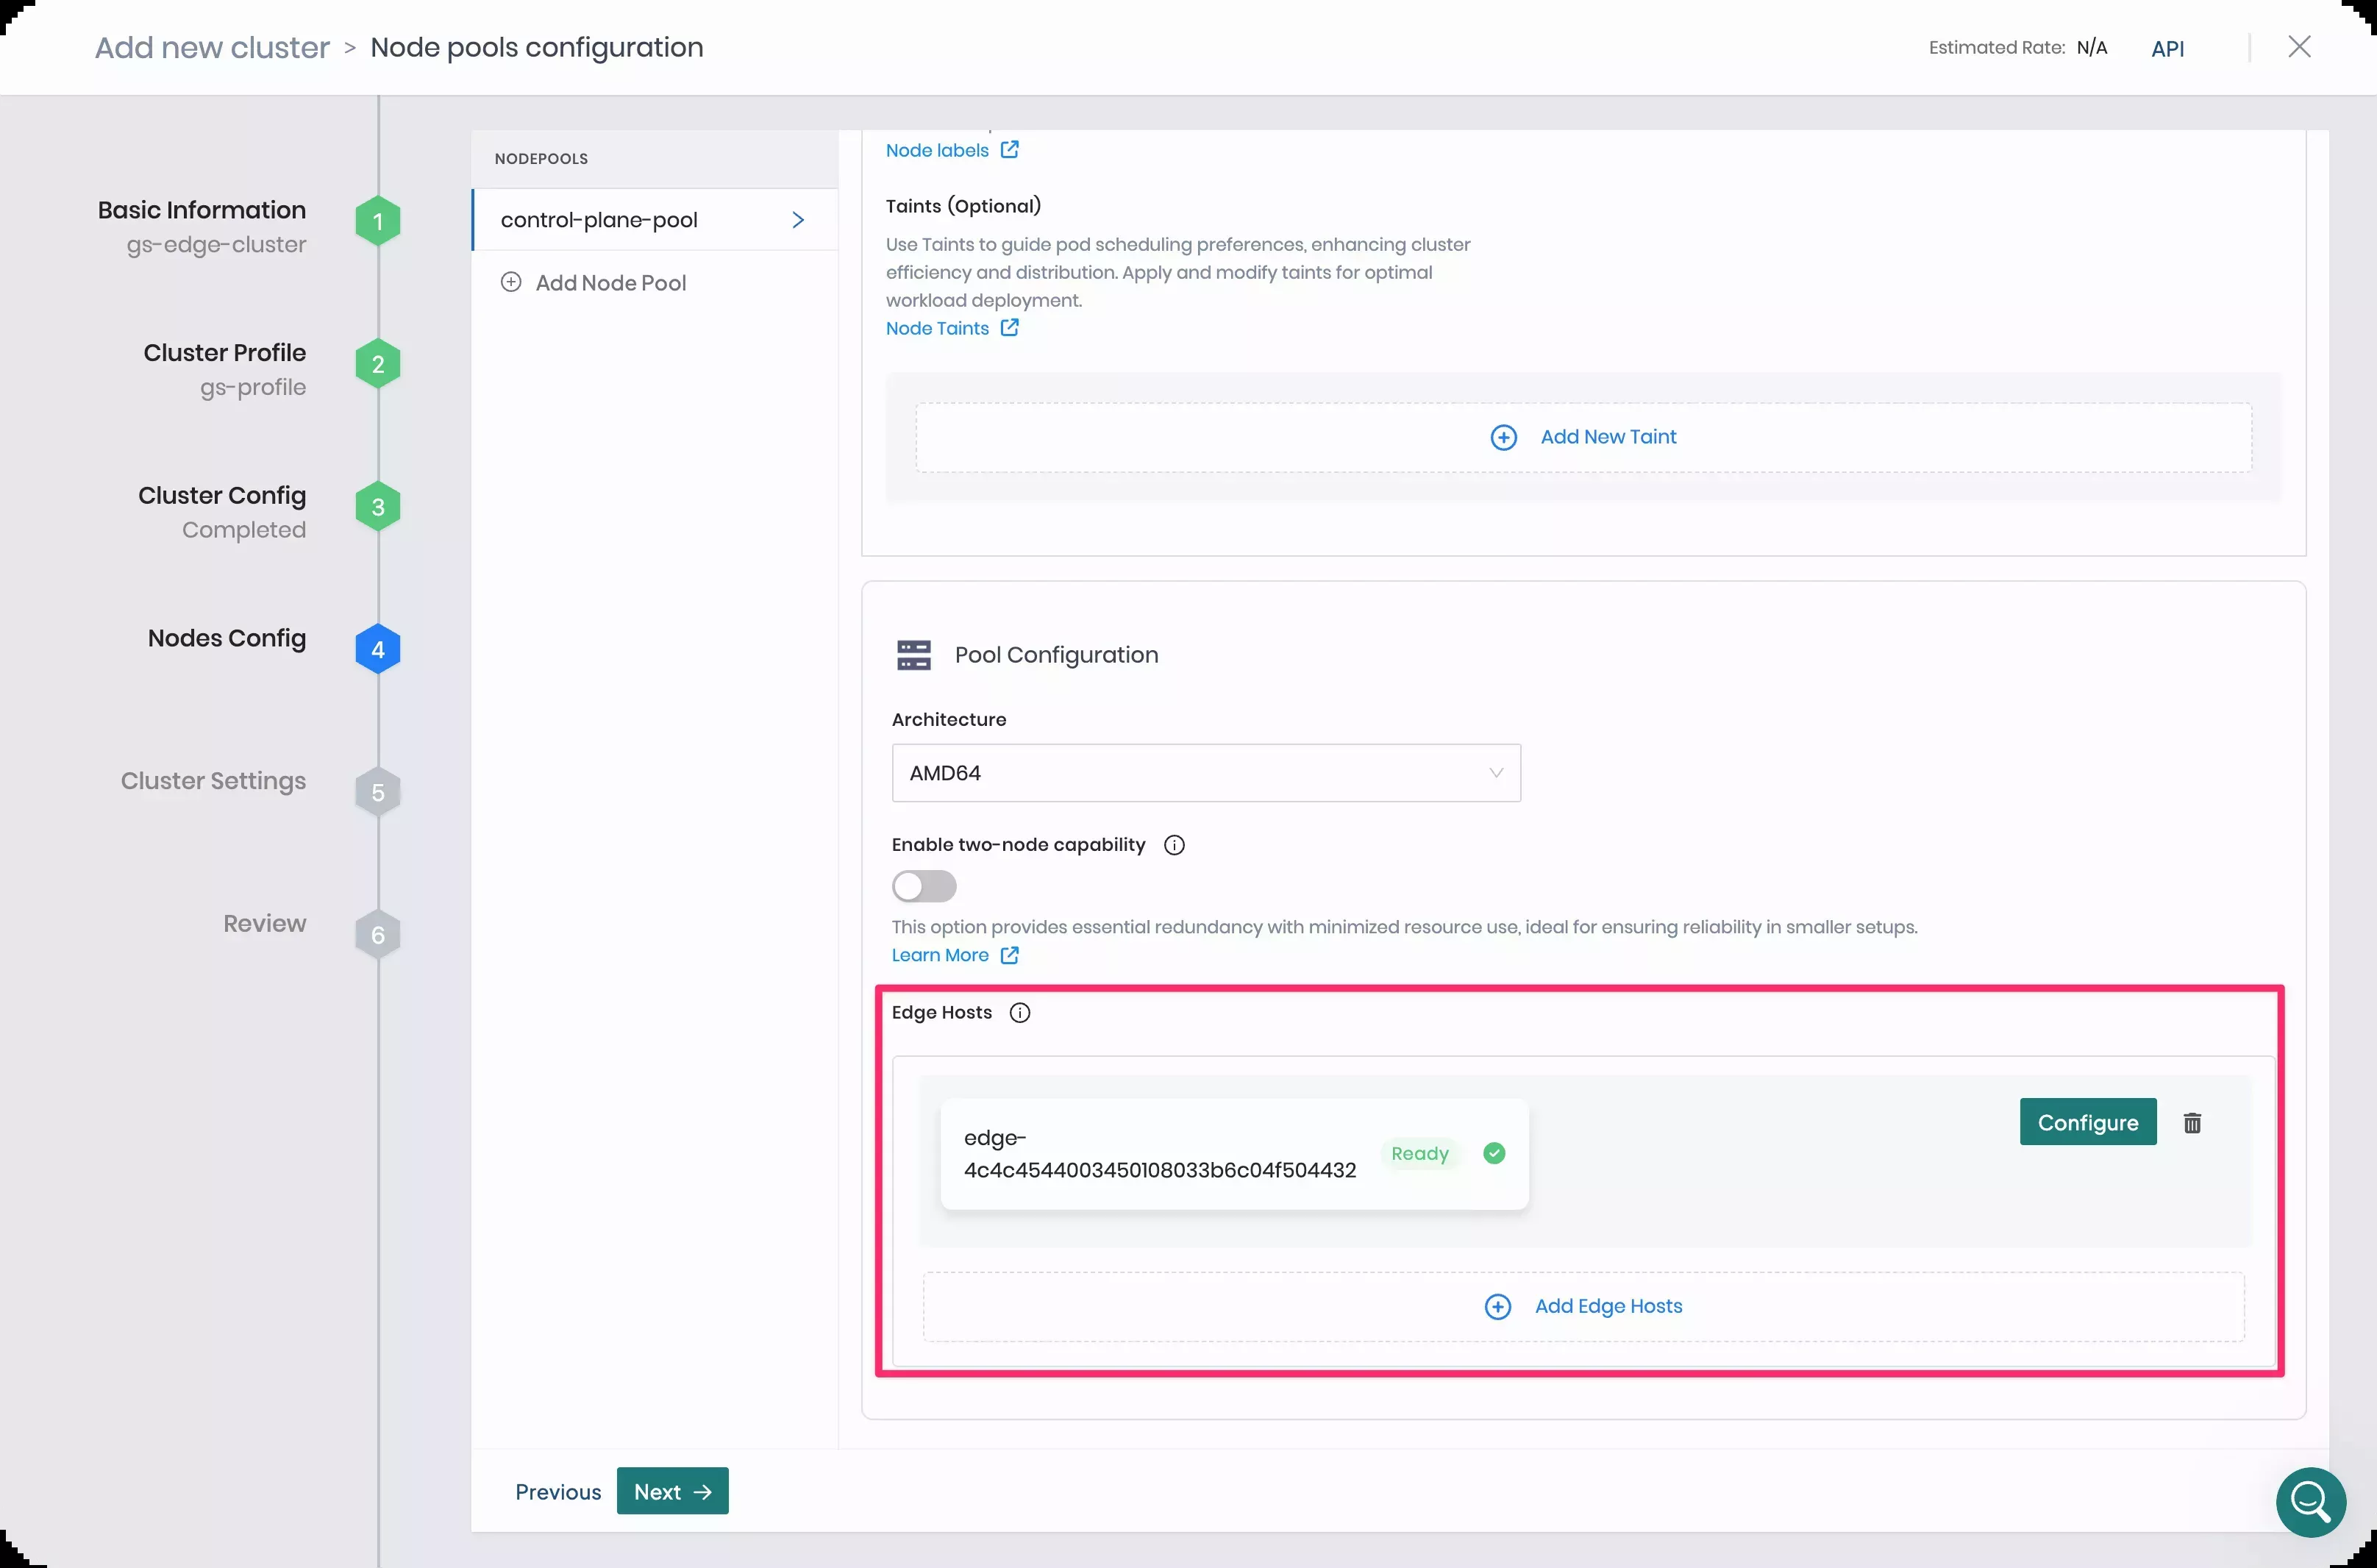 Add new cluster > Node pools configuration
Estimated Rate: N/A
API
Basic Information
gs-edge-cluster
1
Cluster Profile
gs-profile
2
Cluster Config
Completed
3
Nodes Config
4
Cluster Settings
5
Review
6
NODEPOOLS
control-plane-pool
Add Node Pool
Node labels
Taints (Optional)
Use Taints to guide pod scheduling preferences, enhancing cluster
efficiency and distribution. Apply and modify taints for optimal
workload deployment.
Node Taints
Add New Taint
Pool Configuration
Architecture
AMD64
Enable two-node capability
This option provides essential redundancy with minimized resource use, ideal for ensuring reliability in smaller setups.
Learn More
Edge Hosts
edge-
4c4c4544003450108033b6c04f504432
Ready
Configure
Add Edge Hosts
Previous
Next